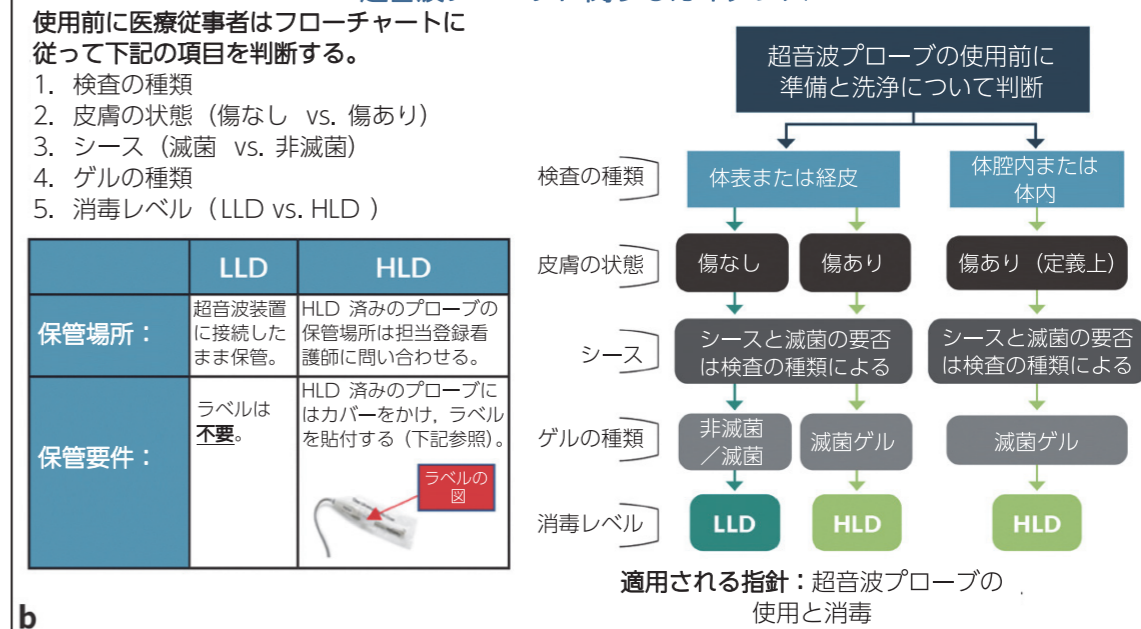 使用前に医療従事者はフローチャートに
従って下記の項目を判断する。
1. 検査の種類
2. 皮膚の状態（傷なし vs. 傷あり）
3. シース（滅菌 vs. 非滅菌）
4. ゲルの種類
5. 消毒レベル（LLD vs. HLD ）
LLD
HLD
保管場所：
超音波装置
に接続した
まま保管。
HLD 済みのプローブの
保管場所は担当登録看
護師に問い合わせる。
保管要件：
ラベルは
不要。
HLD 済みのプローブに
はカバーをかけ，ラベル
を貼付する（下記参照）。
ラベルの
図
b
超音波プローブの使用前に
準備と洗浄について判断
検査の種類
体表または経皮
体腔内または
体内
皮膚の状態
傷なし
傷あり
傷あり（定義上）
シース
シースと滅菌の要否
は検査の種類による
シースと滅菌の要否
は検査の種類による
ゲルの種類
非滅菌
／滅菌
滅菌ゲル
滅菌ゲル
消毒レベル
LLD
HLD
HLD
適用される指針：超音波プローブの
使用と消毒